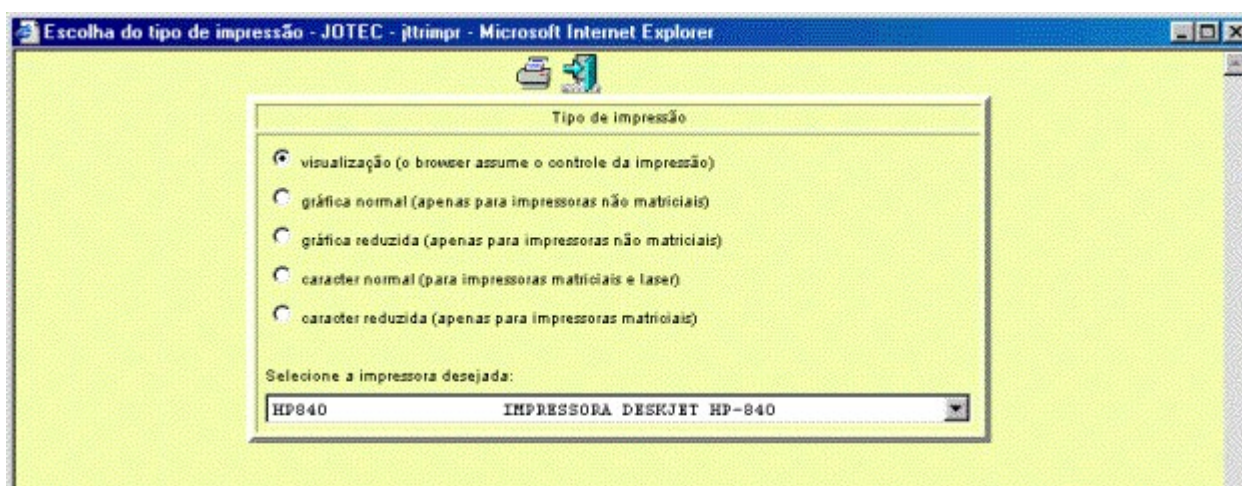 Escolha do tipo de impressão - JOTEC - jttrimpr - Microsoft Internet Explorer
Tipo de impressão
visualização (o browser assume o controle da impressão)
gráfica normal (apenas para impressoras não matriciais)
gráfica reduzida (apenas para impressoras não matriciais)
caracter normal (para impressoras matriciais e laser)
caracter reduzida (apenas para impressoras matriciais)
Selecione a impressora desejada:
HP840 IMPRESSORA DESKJET HP-840